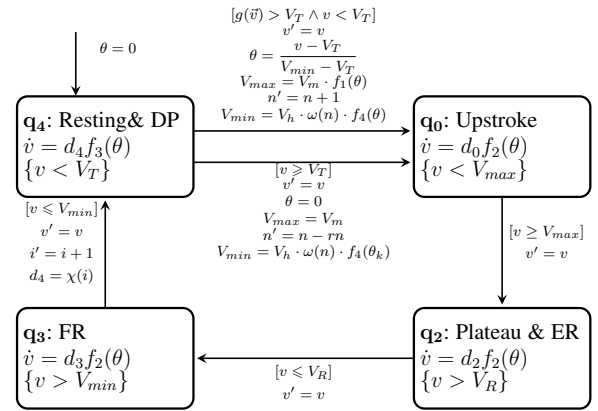 θ = 0
[g(v⃗) > V_T ∧ v < V_T]
v′ = v
θ = (v − V_T) / (V_min − V_T)
V_max = V_m · f_1(θ)
n′ = n + 1
V_min = V_h · ω(n) · f_4(θ)
q_4: Resting& DP
v̇ = d_4 f_3(θ)
{v < V_T}
q_0: Upstroke
v̇ = d_0 f_2(θ)
{v < V_max}
[v ⩾ V_T]
v′ = v
θ = 0
V_max = V_m
n′ = n − rn
V_min = V_h · ω(n) · f_4(θ_k)
[v ⩽ V_min]
v′ = v
i′ = i + 1
d_4 = χ(i)
[v ≥ V_max]
v′ = v
q_3: FR
v̇ = d_3 f_2(θ)
{v > V_min}
q_2: Plateau & ER
v̇ = d_2 f_2(θ)
{v > V_R}
[v ⩽ V_R]
v′ = v